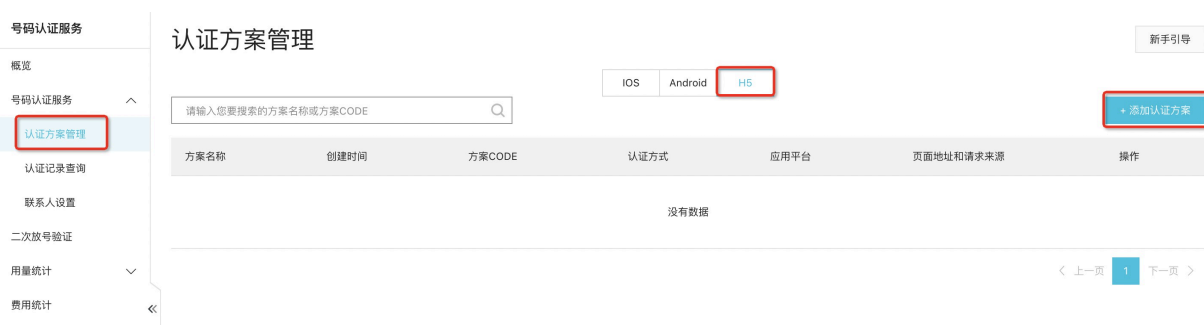 号码认证服务
概览
号码认证服务
认证方案管理
认证记录查询
联系人设置
二次放号验证
用量统计
费用统计
认证方案管理
新手引导
IOS Android H5
请输入您要搜索的方案名称或方案CODE
+ 添加认证方案
方案名称 创建时间 方案CODE 认证方式 应用平台 页面地址和请求来源 操作
没有数据
< 上一页 1 下一页 >